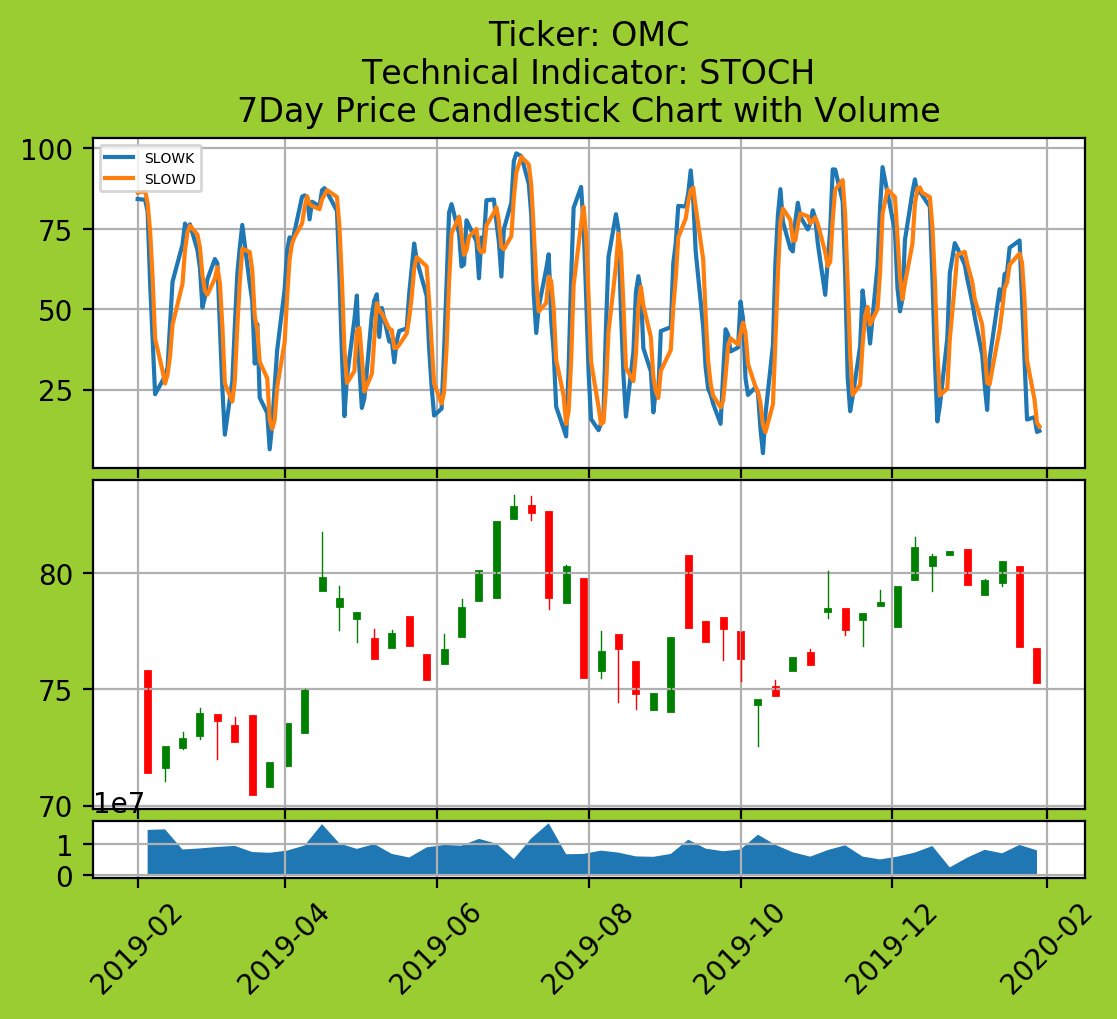 Ticker: OMC
Technical Indicator: STOCH
7Day Price Candlestick Chart with Volume
100
75
50
25
SLOWK
SLOWD
80
75
70
1e7
1
0
2019-02
2019-04
2019-06
2019-08
2019-10
2019-12
2020-02